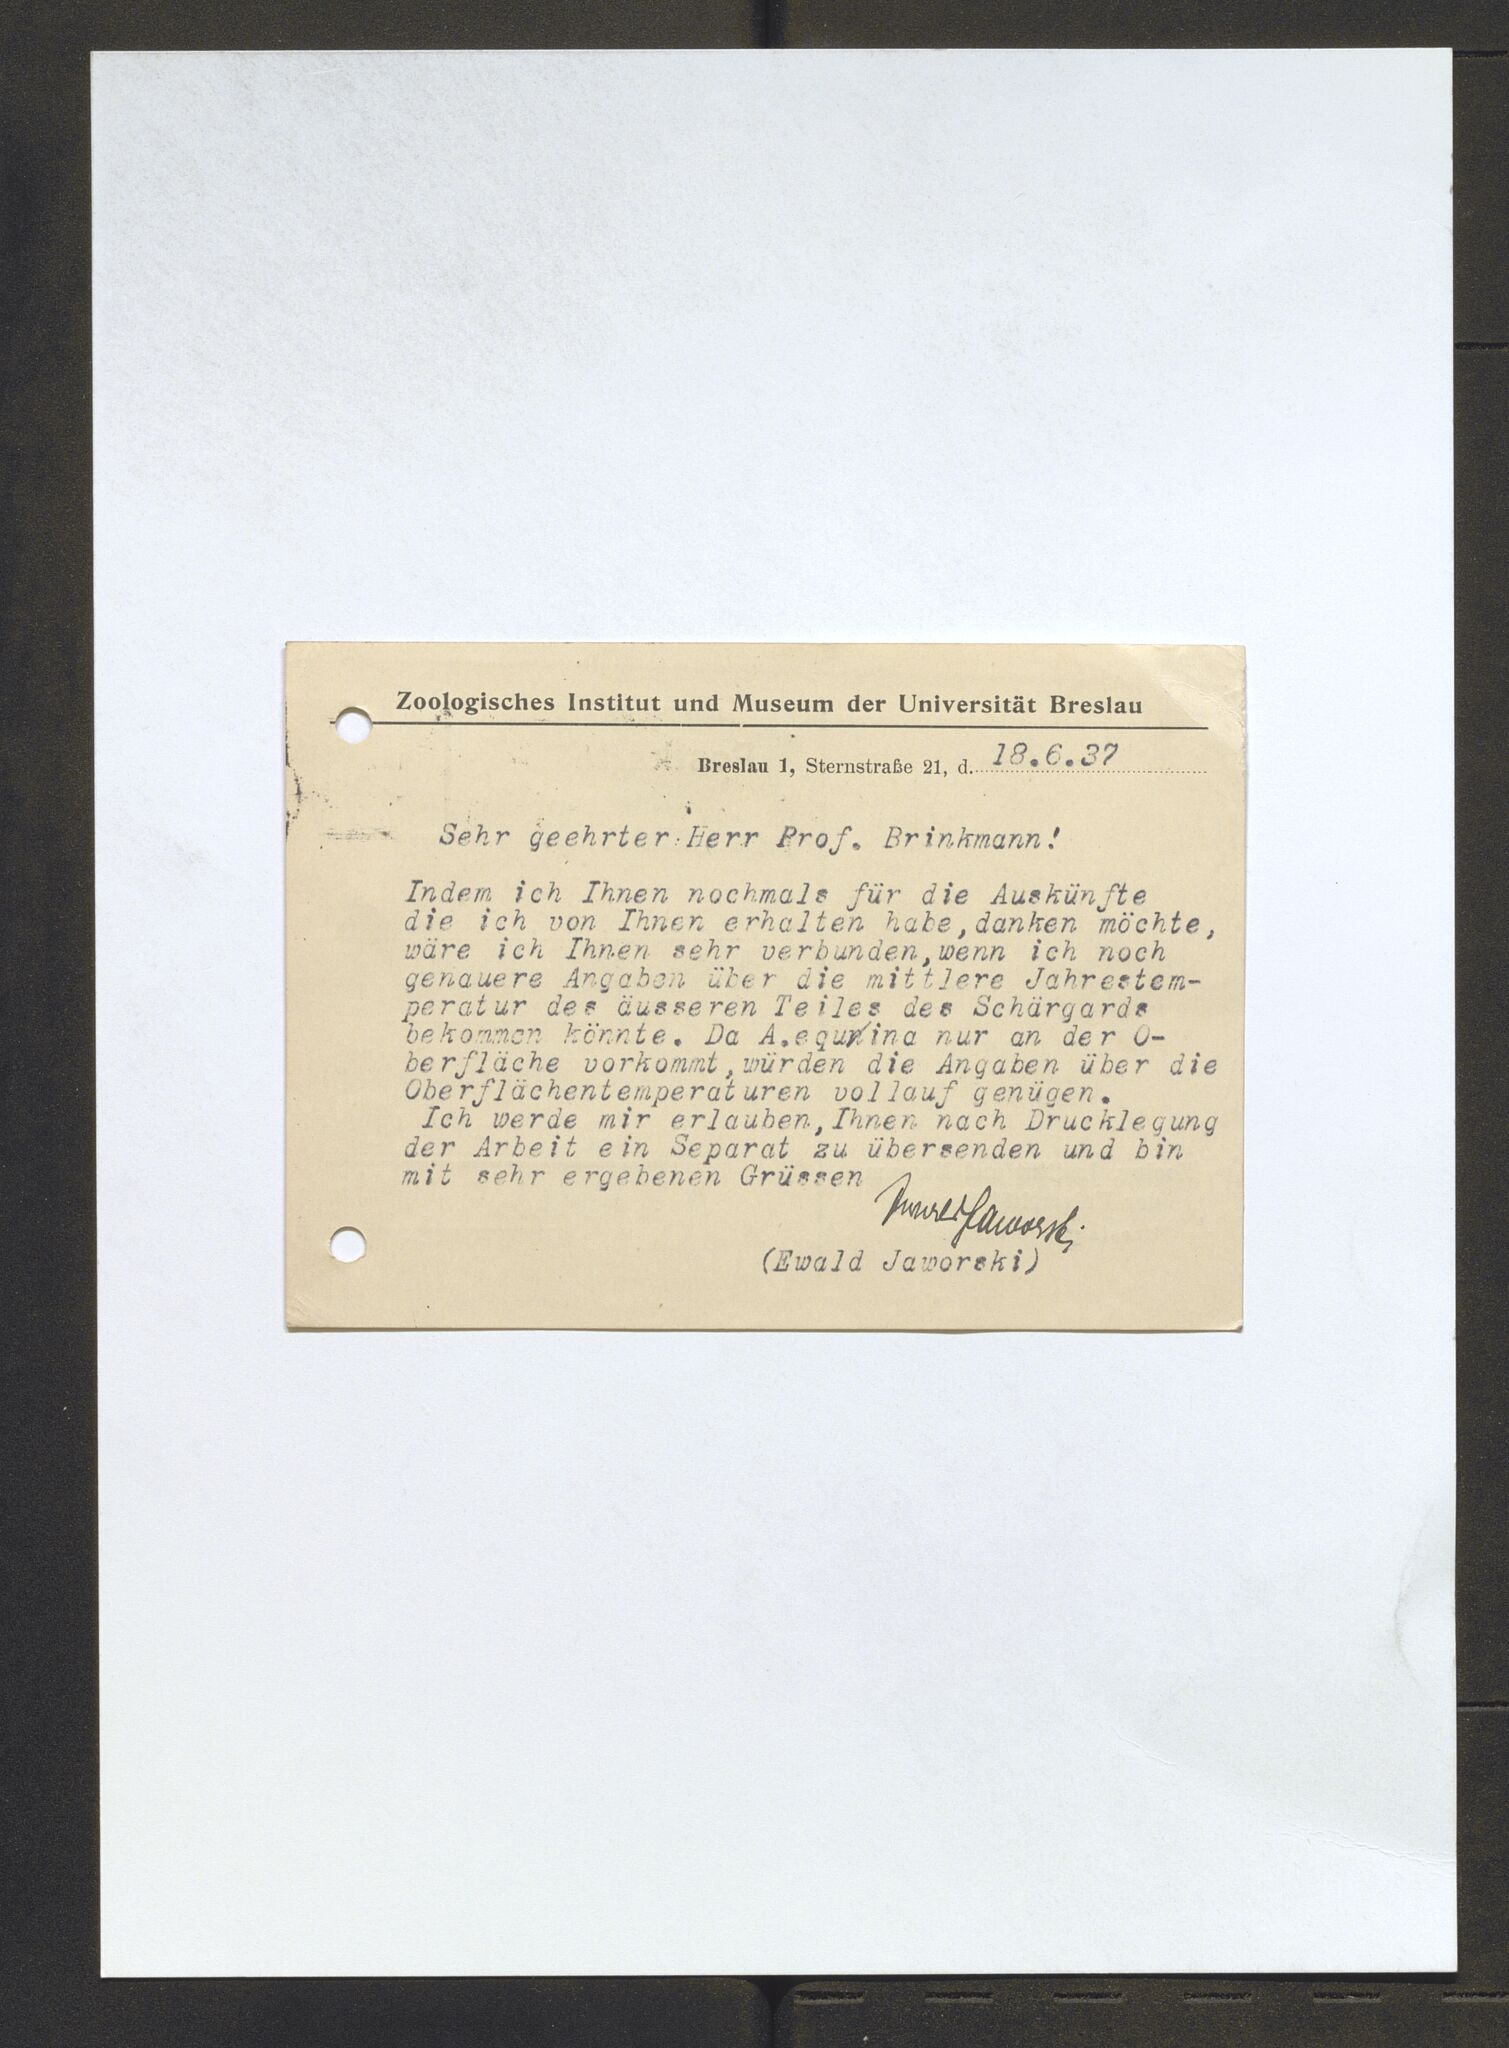 Zoologisches Institut und Museum der Universität Breslau
Breslau 1, Sternstraße 21, d. 18.6.37
Sehr geehrter Herr Prof. Brinkmann!
Indem ich Ihnen nochmals für die Auskünfte
die ich von Ihnen erhalten habe,danken möchte,
wäre ich Ihnen sehr verbunden,wenn ich noch
genauere Angaben über die mittlere Jahrestem-
peratur des äusseren Teiles des Schärgards
bekommen könnte. Da A.equina nur an der O-
berfläche vorkommt,würden die Angaben über die
Oberflächentemperaturen vollauf genügen.
Ich werde mir erlauben,Ihnen nach Drucklegung
der Arbeit ein Separat zu übersenden und bin
mit sehr ergebenen Grüssen
Jaworski
(Ewald Jaworski)